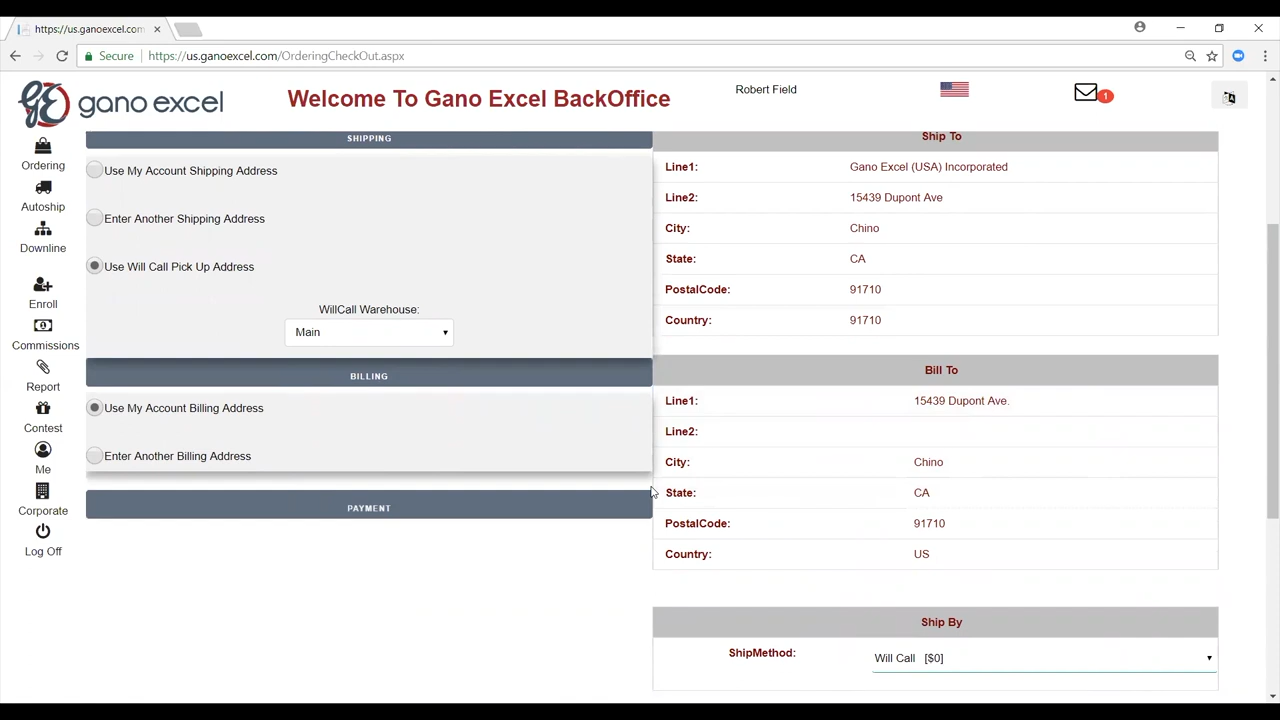 https://us.ganoexcel.com
Secure https://us.ganoexcel.com/OrderingCheckOut.aspx
GE gano excel
Welcome To Gano Excel BackOffice
Robert Field
1
Ordering
Autoship
Downline
Enroll
Commissions
Report
Contest
Me
Corporate
Log Off
SHIPPING
Use My Account Shipping Address
Enter Another Shipping Address
Use Will Call Pick Up Address
WillCall Warehouse:
Main
BILLING
Use My Account Billing Address
Enter Another Billing Address
PAYMENT
Ship To
Line1: Gano Excel (USA) Incorporated
Line2: 15439 Dupont Ave
City: Chino
State: CA
PostalCode: 91710
Country: 91710
Bill To
Line1: 15439 Dupont Ave.
Line2:
City: Chino
State: CA
PostalCode: 91710
Country: US
Ship By
ShipMethod: Will Call [$0]